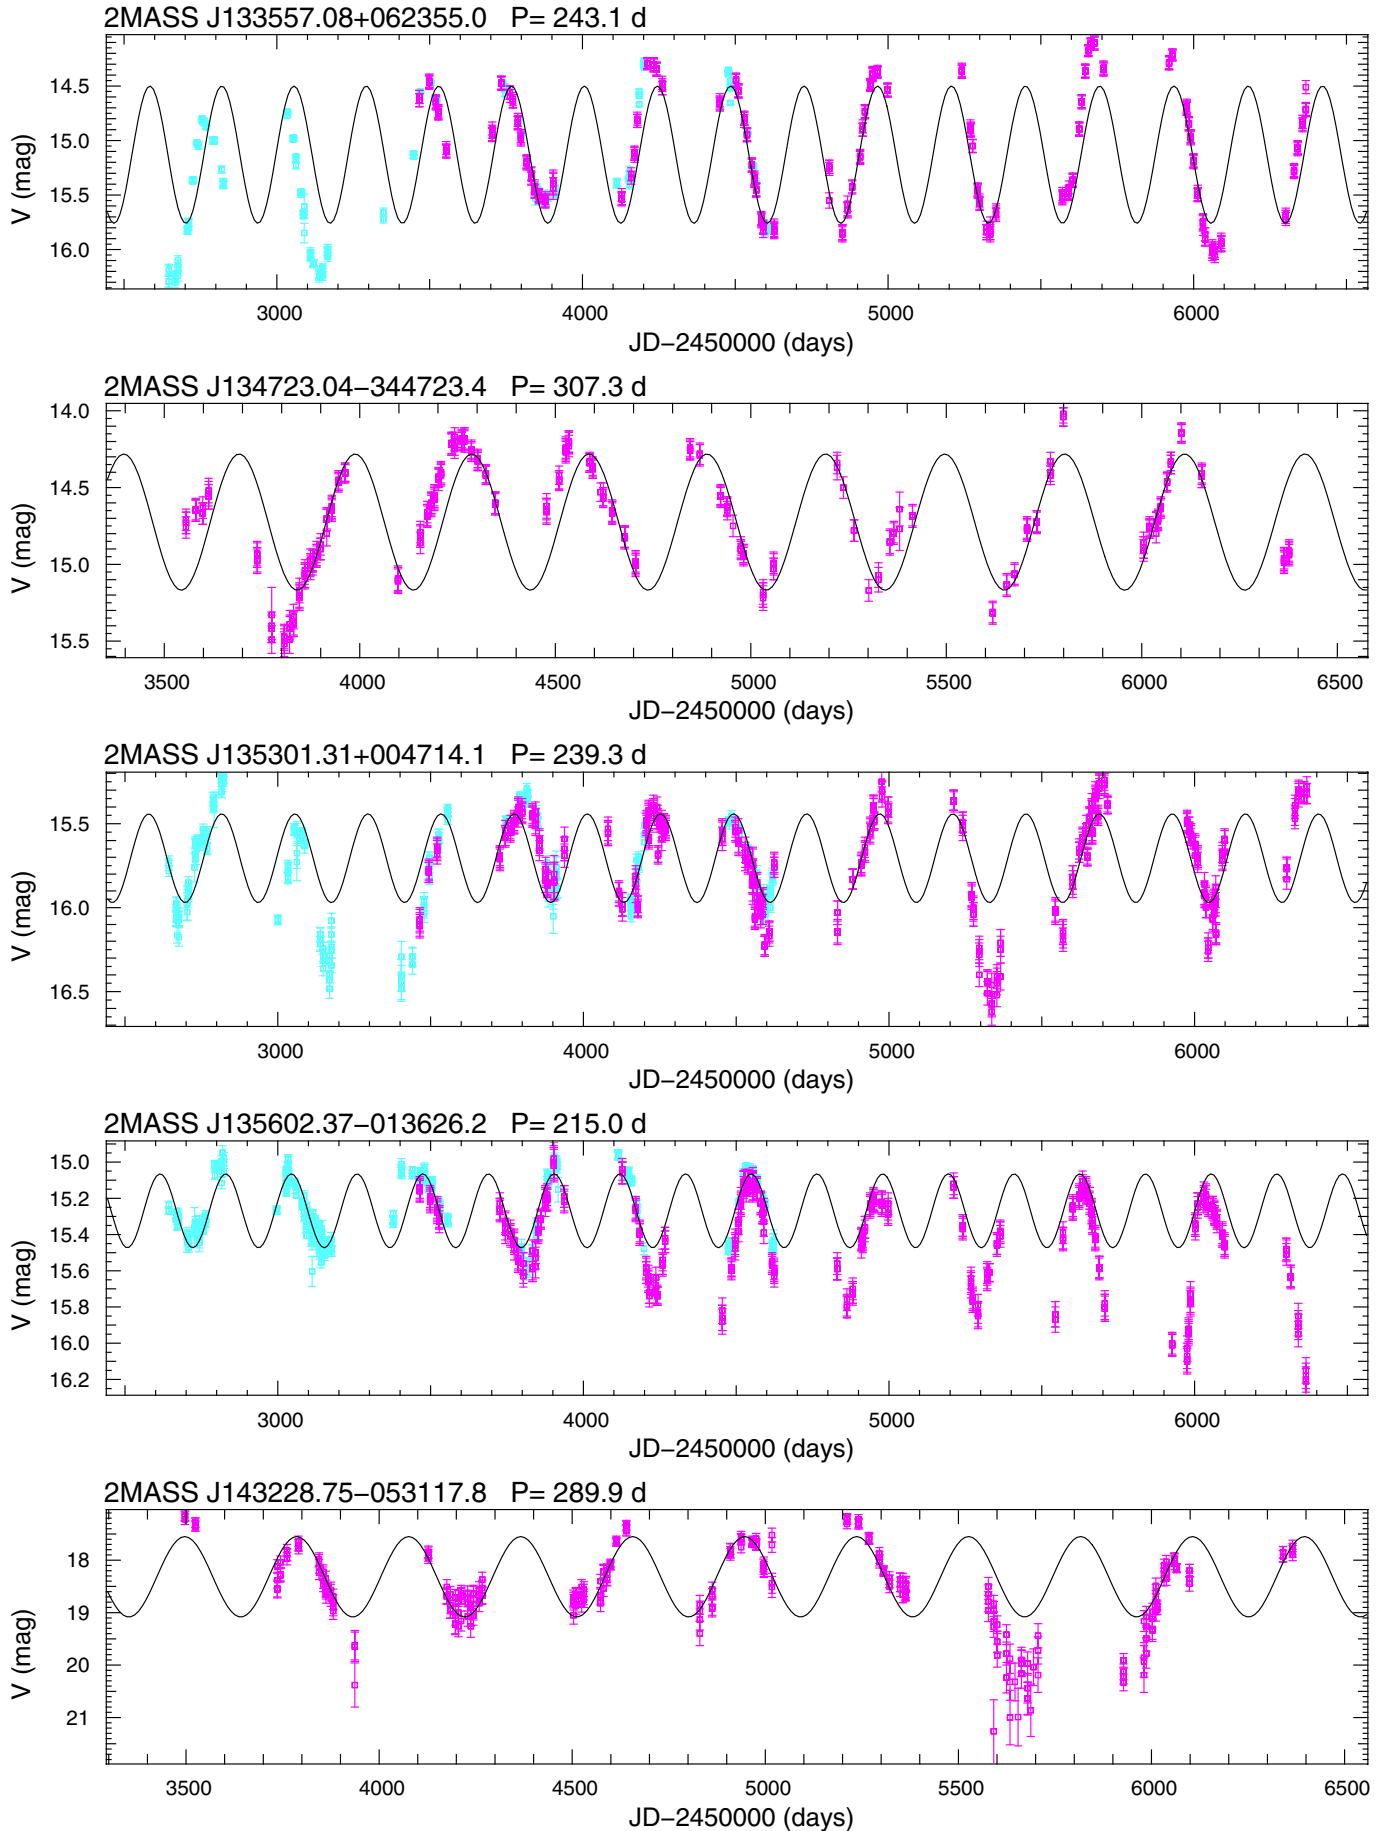 2MASS J133557.08+062355.0 P= 243.1 d
14.5
15.0
15.5
16.0
V (mag)
3000 4000 5000 6000
JD−2450000 (days)
2MASS J134723.04−344723.4 P= 307.3 d
14.0
14.5
15.0
15.5
V (mag)
3500 4000 4500 5000 5500 6000 6500
JD−2450000 (days)
2MASS J135301.31+004714.1 P= 239.3 d
15.5
16.0
16.5
V (mag)
3000 4000 5000 6000
JD−2450000 (days)
2MASS J135602.37−013626.2 P= 215.0 d
15.0
15.2
15.4
15.6
15.8
16.0
16.2
V (mag)
3000 4000 5000 6000
JD−2450000 (days)
2MASS J143228.75−053117.8 P= 289.9 d
18
19
20
21
V (mag)
3500 4000 4500 5000 5500 6000 6500
JD−2450000 (days)